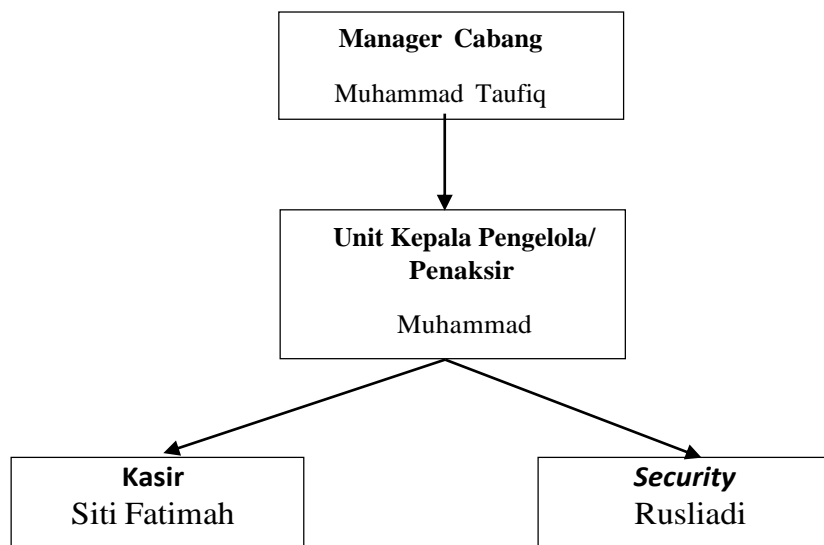 Manager Cabang
Muhammad Taufiq
Unit Kepala Pengelola/
Penaksir
Muhammad
Kasir
Siti Fatimah
Security
Rusliadi